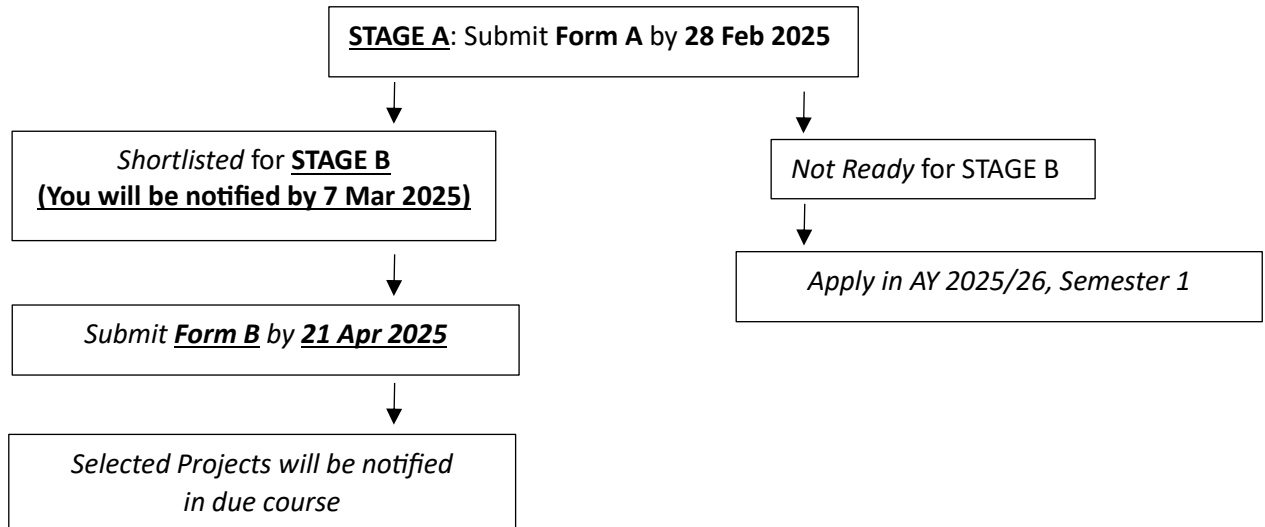 STAGE A: Submit Form A by 28 Feb 2025
Shortlisted for STAGE B
(You will be notified by 7 Mar 2025)
Not Ready for STAGE B
Apply in AY 2025/26, Semester 1
Submit Form B by 21 Apr 2025
Selected Projects will be notified
in due course